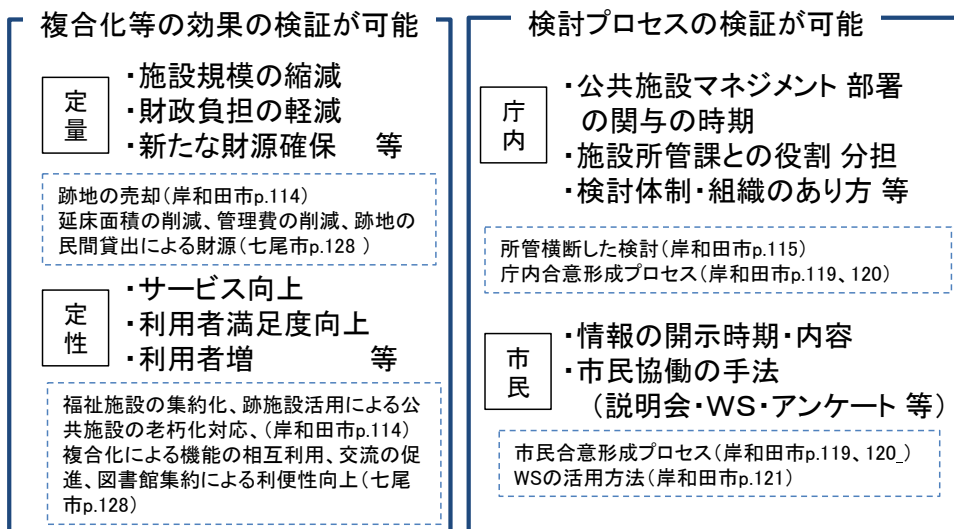 複合化等の効果の検証が可能
定量
・施設規模の縮減
・財政負担の軽減
・新たな財源確保 等
跡地の売却(岸和田市p.114)
延床面積の削減、管理費の削減、跡地の
民間貸出による財源(七尾市p.128 )
定性
・サービス向上
・利用者満足度向上
・利用者増 等
福祉施設の集約化、跡施設活用による公
共施設の老朽化対応、(岸和田市p.114)
複合化による機能の相互利用、交流の促
進、図書館集約による利便性向上(七尾
市p.128)
検討プロセスの検証が可能
庁内
・公共施設マネジメント 部署
の関与の時期
・施設所管課との役割 分担
・検討体制・組織のあり方 等
所管横断した検討(岸和田市p.115)
庁内合意形成プロセス(岸和田市p.119、120)
市民
・情報の開示時期・内容
・市民協働の手法
(説明会・WS・アンケート 等)
市民合意形成プロセス(岸和田市p.119、120 )
WSの活用方法(岸和田市p.121)